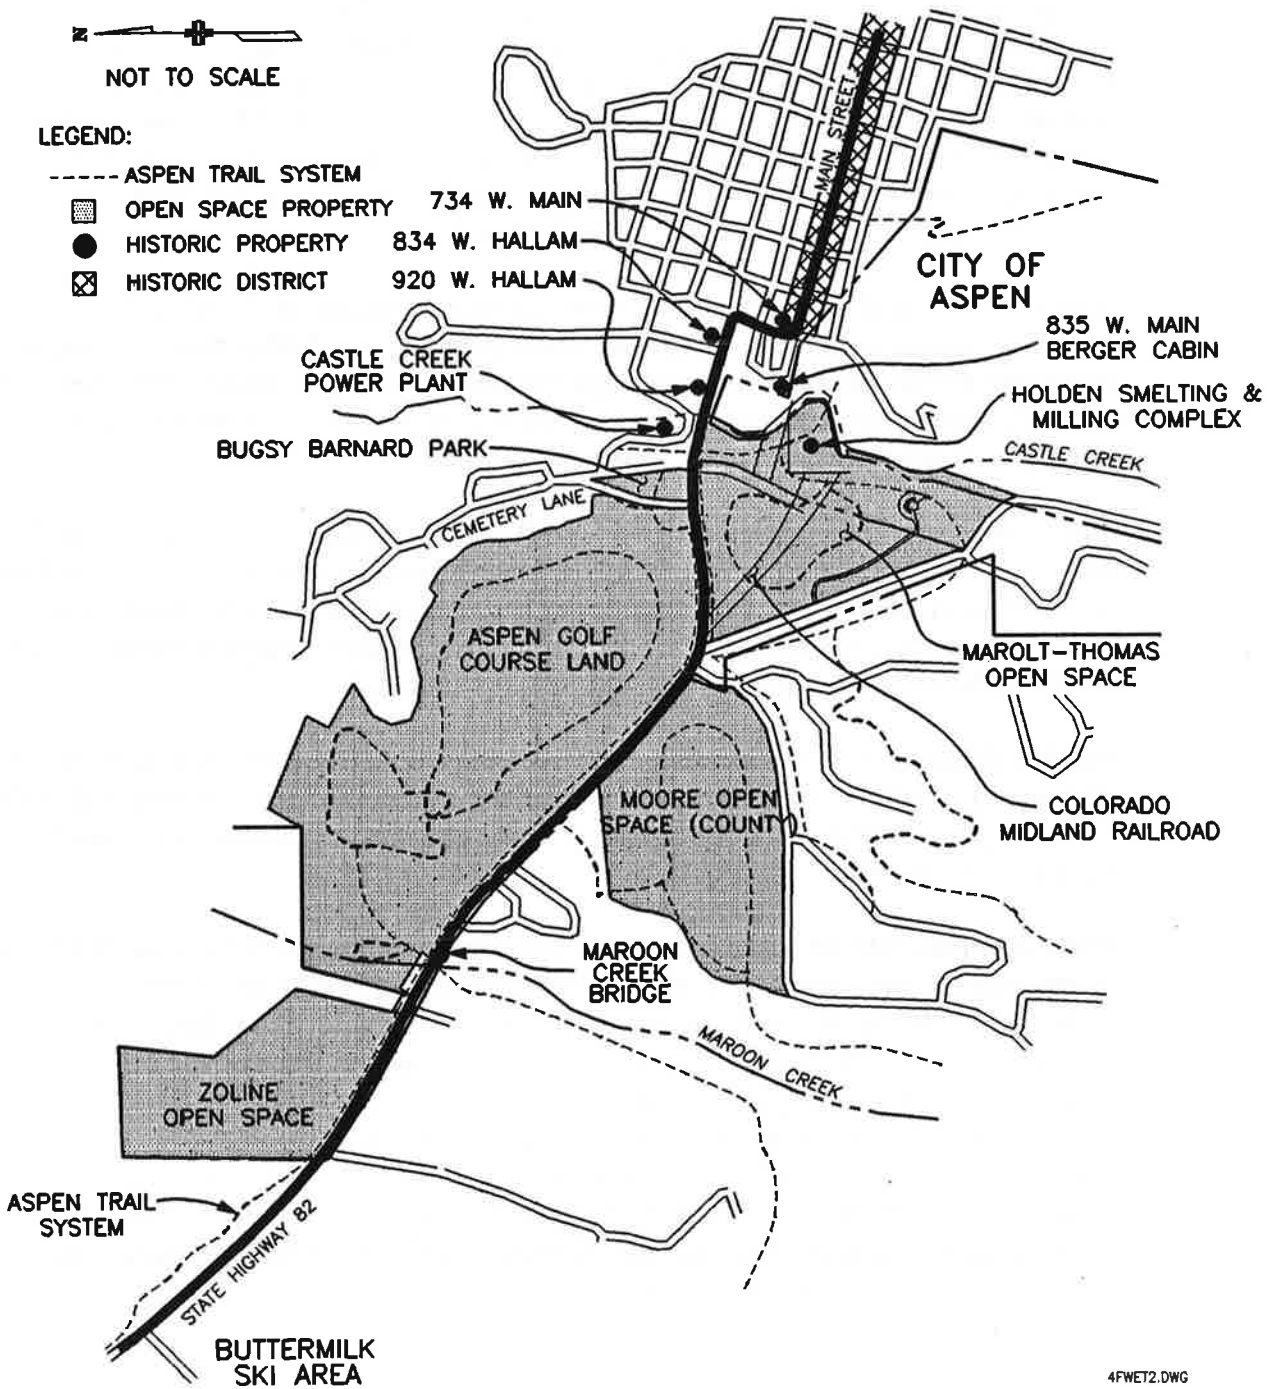 N
NOT TO SCALE
LEGEND:
ASPEN TRAIL SYSTEM
OPEN SPACE PROPERTY
HISTORIC PROPERTY
HISTORIC DISTRICT
734 W. MAIN
834 W. HALLAM
920 W. HALLAM
MAIN STREET
CITY OF
ASPEN
835 W. MAIN
BERGER CABIN
CASTLE CREEK
POWER PLANT
HOLDEN SMELTING &
MILLING COMPLEX
BUGSY BARNARD PARK
CASTLE CREEK
CEMETERY LANE
ASPEN GOLF
COURSE LAND
MAROLT-THOMAS
OPEN SPACE
MOORE OPEN
SPACE (COUNTY)
COLORADO
MIDLAND RAILROAD
MAROON
CREEK
BRIDGE
MAROON CREEK
ZOLINE
OPEN SPACE
ASPEN TRAIL
SYSTEM
STATE HIGHWAY 82
BUTTERMILK
SKI AREA
4FWET2.DWG